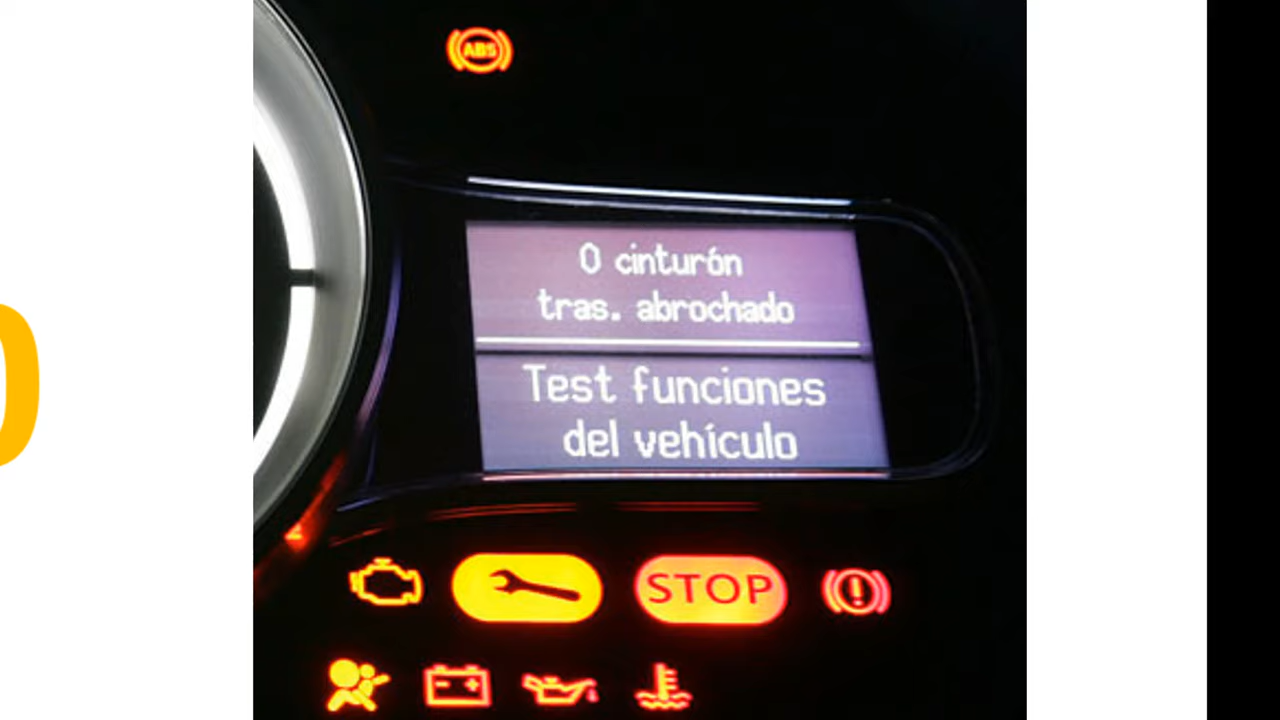 ABS
0 cinturón
tras. abrochado
Test funciones
del vehículo
STOP